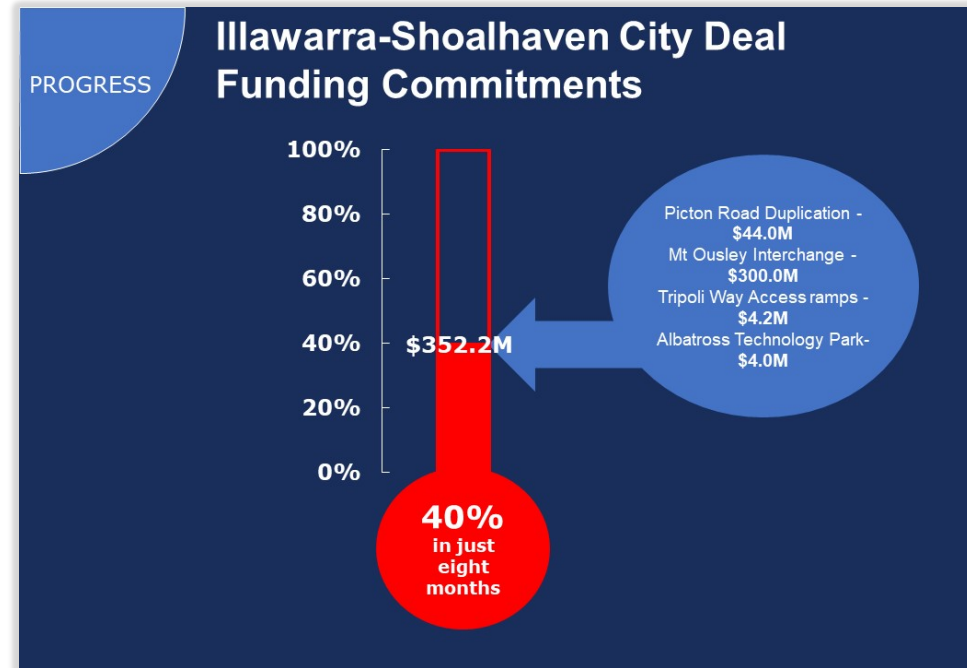 PROGRESS
Illawarra-Shoalhaven City Deal
Funding Commitments
100%
80%
60%
40%
20%
0%
$352.2M
Picton Road Duplication -
$44.0M
Mt Ousley Interchange -
$300.0M
Tripoli Way Access ramps -
$4.2M
Albatross Technology Park-
$4.0M
40%
in just
eight
months